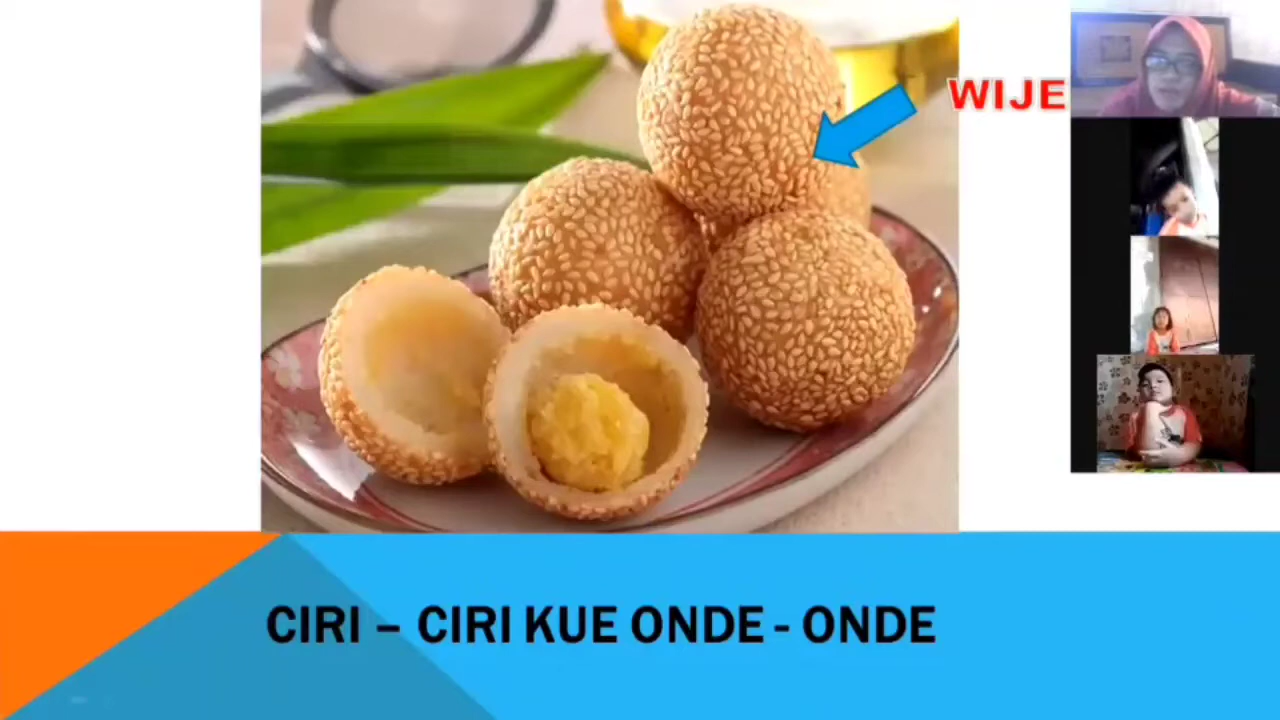 WIJE
CIRI – CIRI KUE ONDE - ONDE